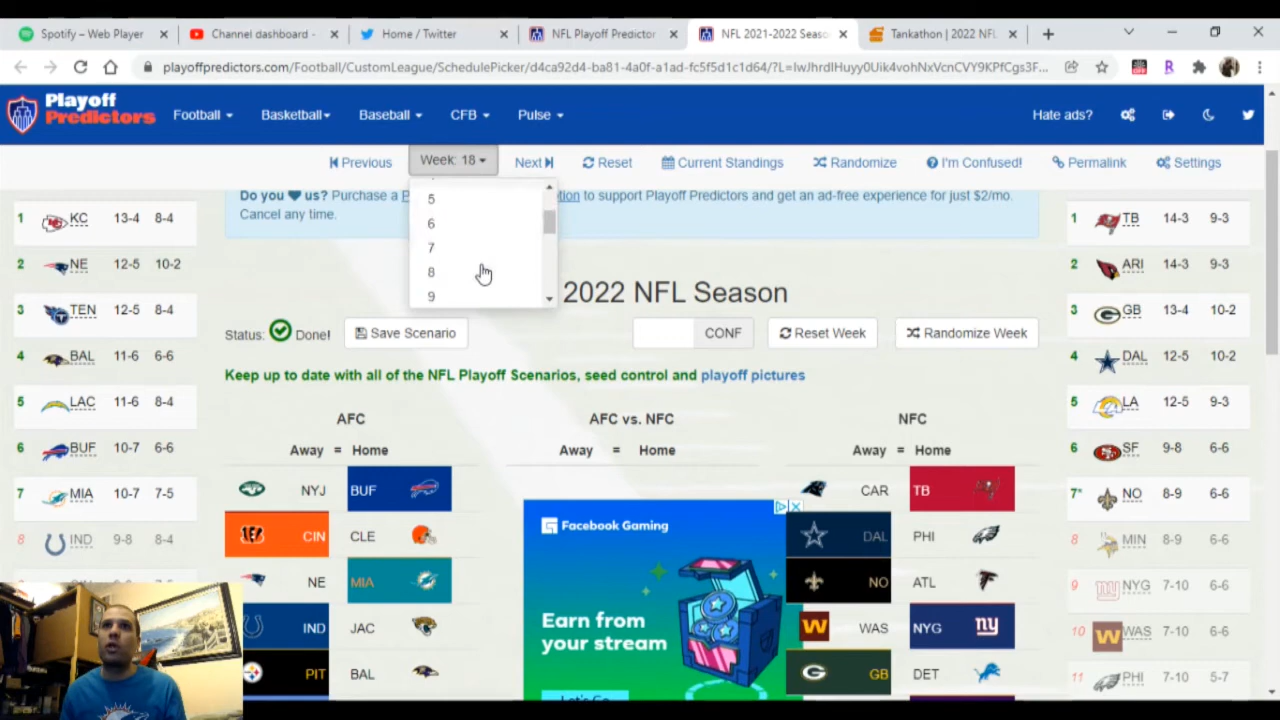 Spotify – Web Player
Channel dashboard -
Home / Twitter
NFL Playoff Predictor
NFL 2021-2022 Seaso
Tankathon | 2022 NFL
playoffpredictors.com/Football/CustomLeague/SchedulePicker/d4ca92d4-ba81-4a0f-a1ad-fc5f5d1c1d64/?L=IwJhrdIHuyy0Uik4vohNxVcnCVY9KPfCgs3F...
Playoff Predictors
Football
Basketball
Baseball
CFB
Pulse
Hate ads?
Previous
Week: 18
Next
Reset
Current Standings
Randomize
I'm Confused!
Permalink
Settings
Do you us? Purchase a P
tion to support Playoff Predictors and get an ad-free experience for just $2/mo.
Cancel any time.
5
6
7
8
9
2022 NFL Season
Status: Done!
Save Scenario
CONF
Reset Week
Randomize Week
Keep up to date with all of the NFL Playoff Scenarios, seed control and playoff pictures
1 KC 13-4 8-4
2 NE 12-5 10-2
3 TEN 12-5 8-4
4 BAL 11-6 6-6
5 LAC 11-6 8-4
6 BUF 10-7 6-6
7 MIA 10-7 7-5
8 IND 9-8 8-4
AFC
Away = Home
NYJ BUF
CIN CLE
NE MIA
IND JAC
PIT BAL
AFC vs. NFC
Away = Home
Facebook Gaming
Earn from
your stream
Let's Go
NFC
Away = Home
CAR TB
DAL PHI
NO ATL
WAS NYG
GB DET
1 TB 14-3 9-3
2 ARI 14-3 9-3
3 GB 13-4 10-2
4 DAL 12-5 10-2
5 LA 12-5 9-3
6 SF 9-8 6-6
7* NO 8-9 6-6
8 MIN 8-9 6-6
9 NYG 7-10 6-6
10 WAS 7-10 6-6
11 PHI 7-10 5-7